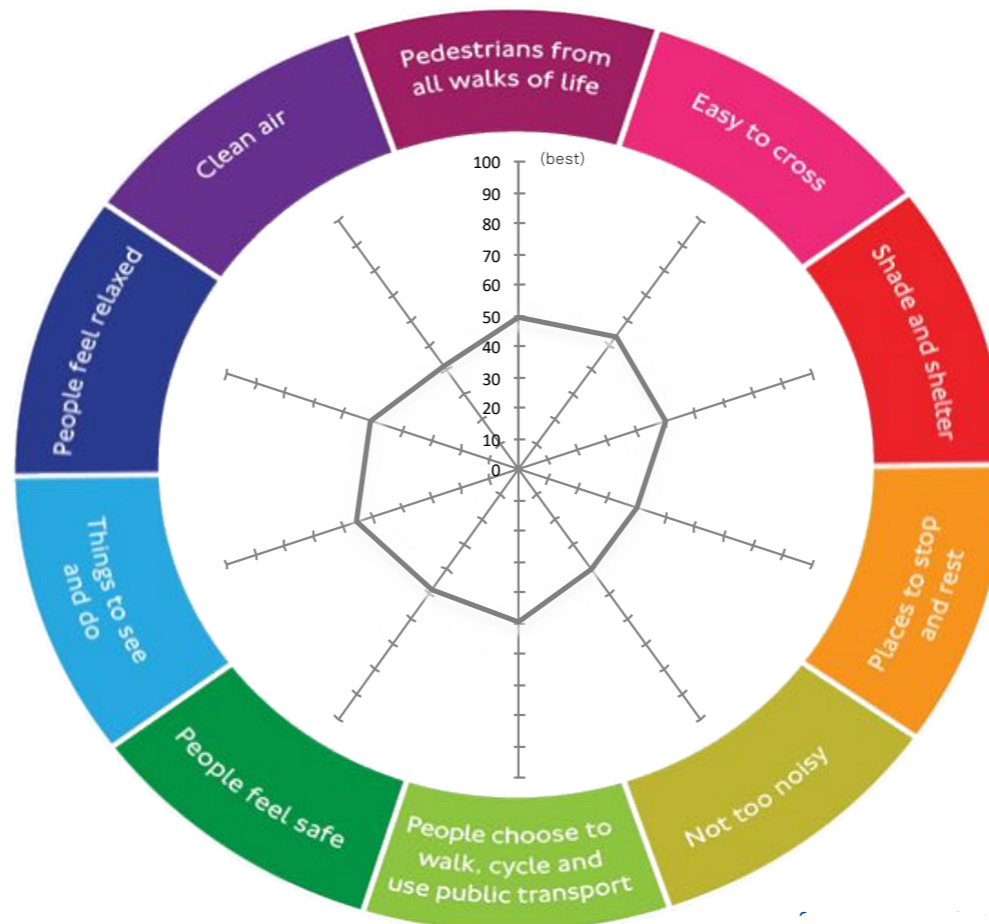 Pedestrians from
all walks of life
Easy to cross
Shade and shelter
Places to stop
and rest
Not too noisy
People choose to
walk, cycle and
use public transport
People feel safe
Things to see
and do
People feel relaxed
Clean air
100 (best)
90
80
70
60
50
40
30
20
10
0